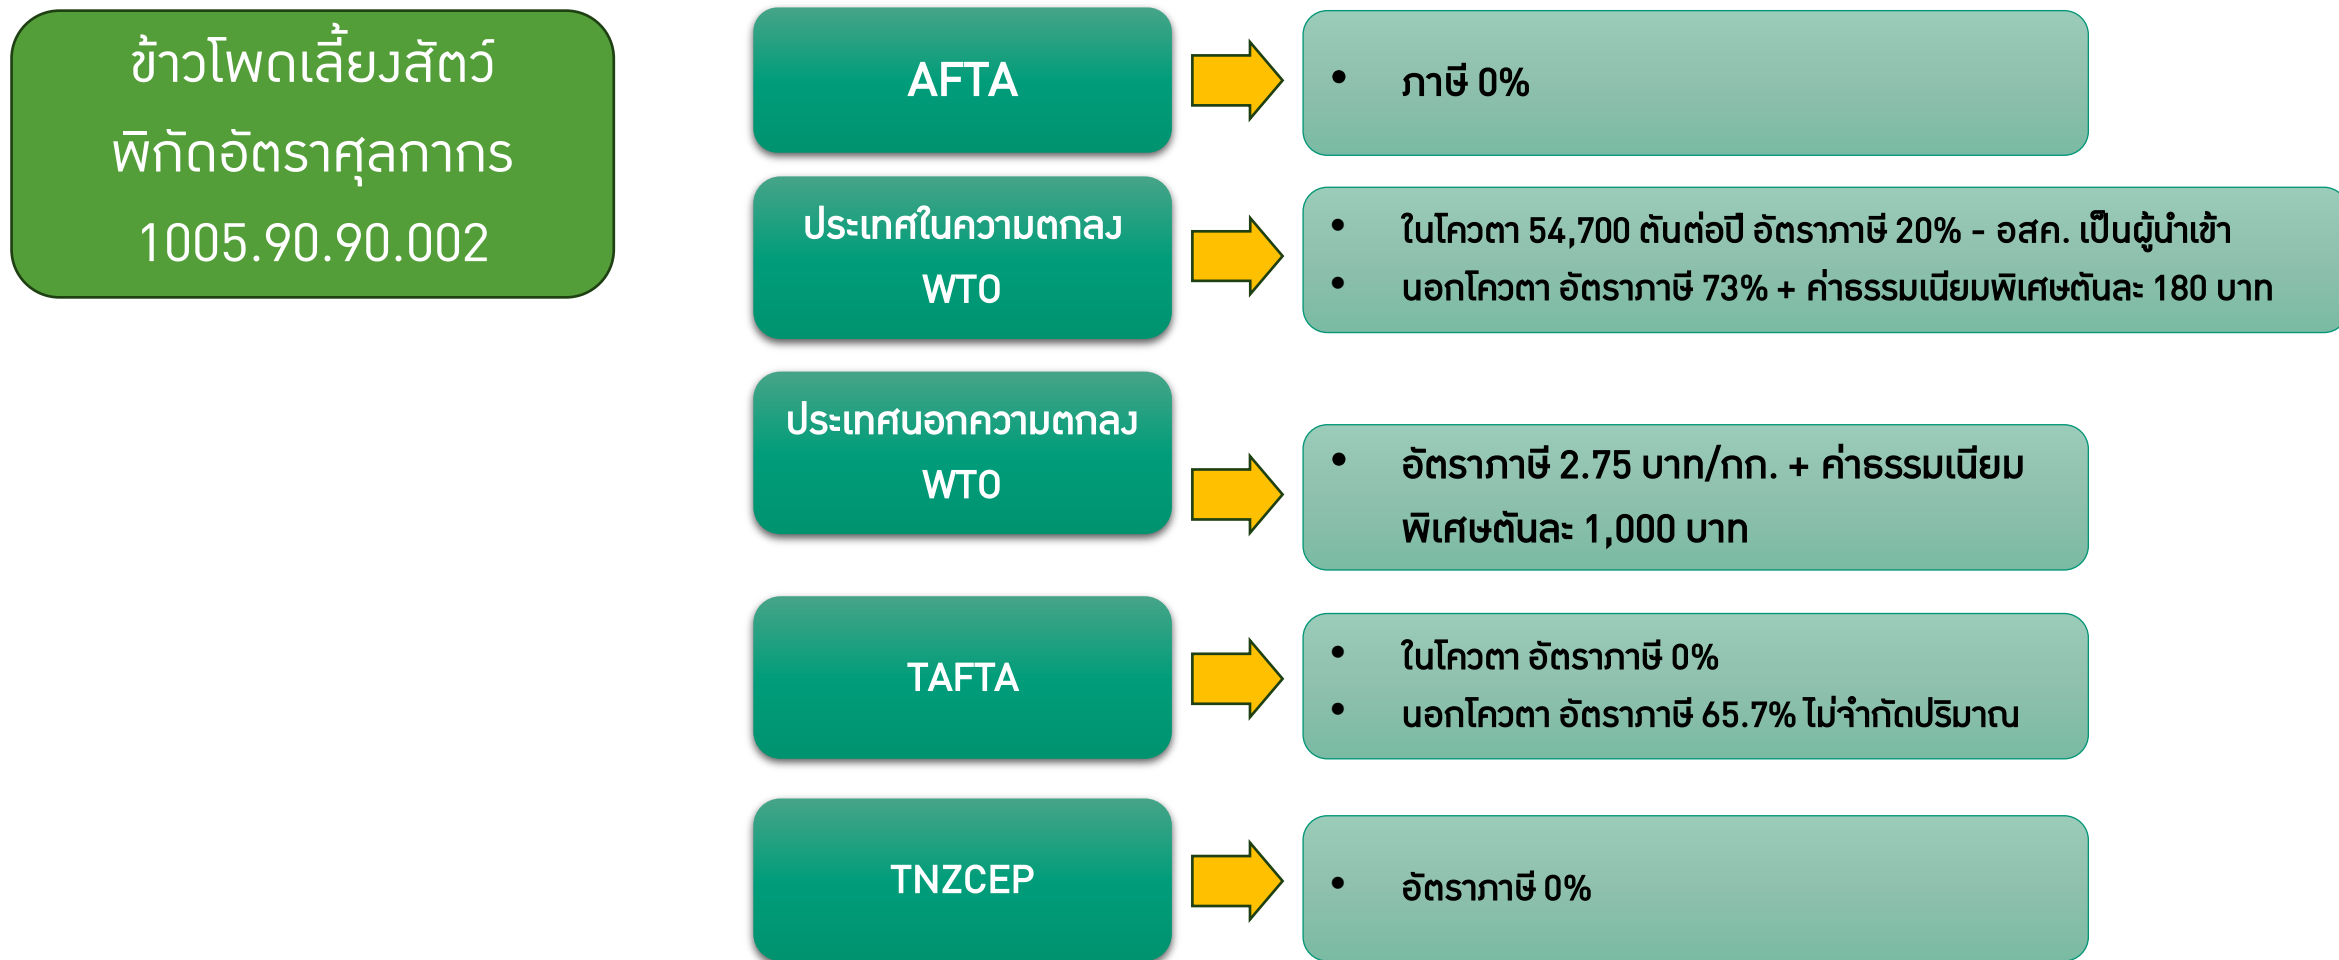 ข้าวโพดเลี้ยงสัตว์
พิกัดอัตราศุลกากร
1005.90.90.002
AFTA
• ภาษี 0%
ประเทศในความตกลง
WTO
• ในโควตา 54,700 ตันต่อปี อัตราภาษี 20% - อสค. เป็นผู้นำเข้า
• นอกโควตา อัตราภาษี 73% + ค่าธรรมเนียมพิเศษตันละ 180 บาท
ประเทศนอกความตกลง
WTO
• อัตราภาษี 2.75 บาท/กก. + ค่าธรรมเนียม
พิเศษตันละ 1,000 บาท
TAFTA
• ในโควตา อัตราภาษี 0%
• นอกโควตา อัตราภาษี 65.7% ไม่จำกัดปริมาณ
TNZCEP
• อัตราภาษี 0%